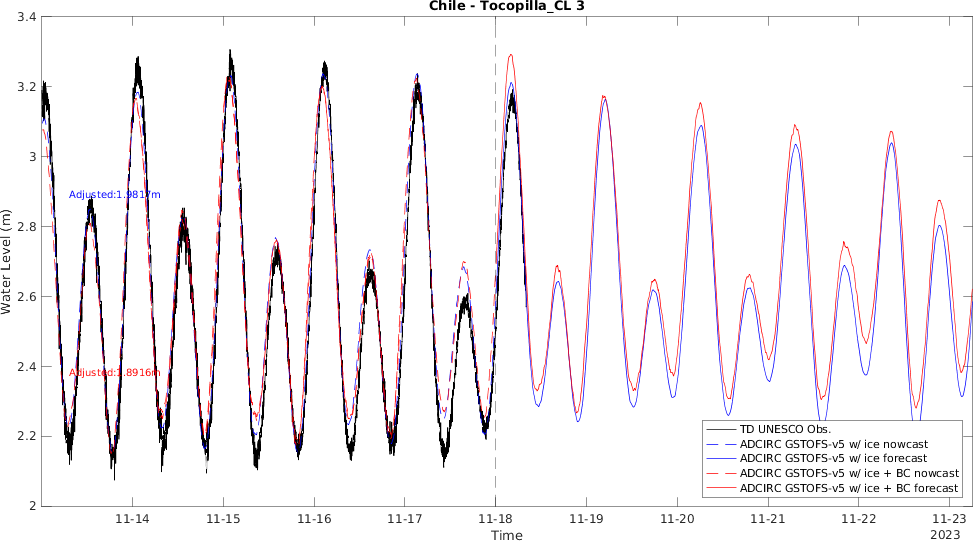 Chile - Tocopilla_CL 3
Water Level (m)
3.4
3.2
3
2.8
2.6
2.4
2.2
2
Adjusted:1.9817m
Adjusted:1.8916m
TD UNESCO Obs.
ADCIRC GSTOFS-v5 w/ ice nowcast
ADCIRC GSTOFS-v5 w/ ice forecast
ADCIRC GSTOFS-v5 w/ ice + BC nowcast
ADCIRC GSTOFS-v5 w/ ice + BC forecast
11-14 11-15 11-16 11-17 11-18 11-19 11-20 11-21 11-22 11-23
Time
2023